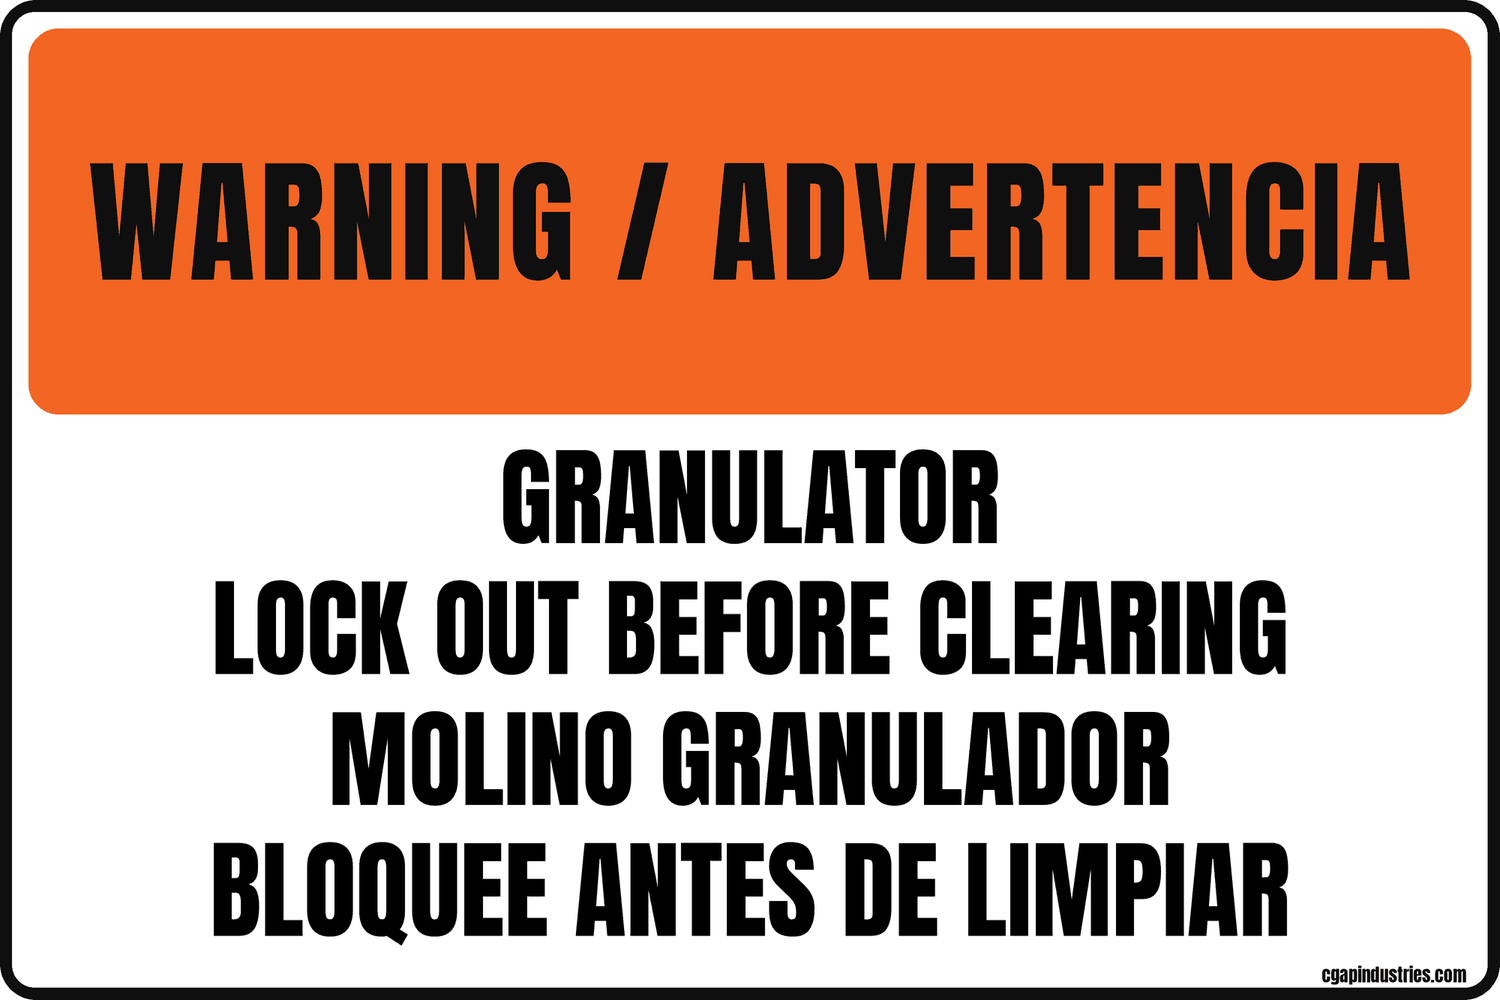 WARNING / ADVERTENCIA
GRANULATOR
LOCK OUT BEFORE CLEARING
MOLINO GRANULADOR
BLOQUEE ANTES DE LIMPIAR
cgapindustries.com